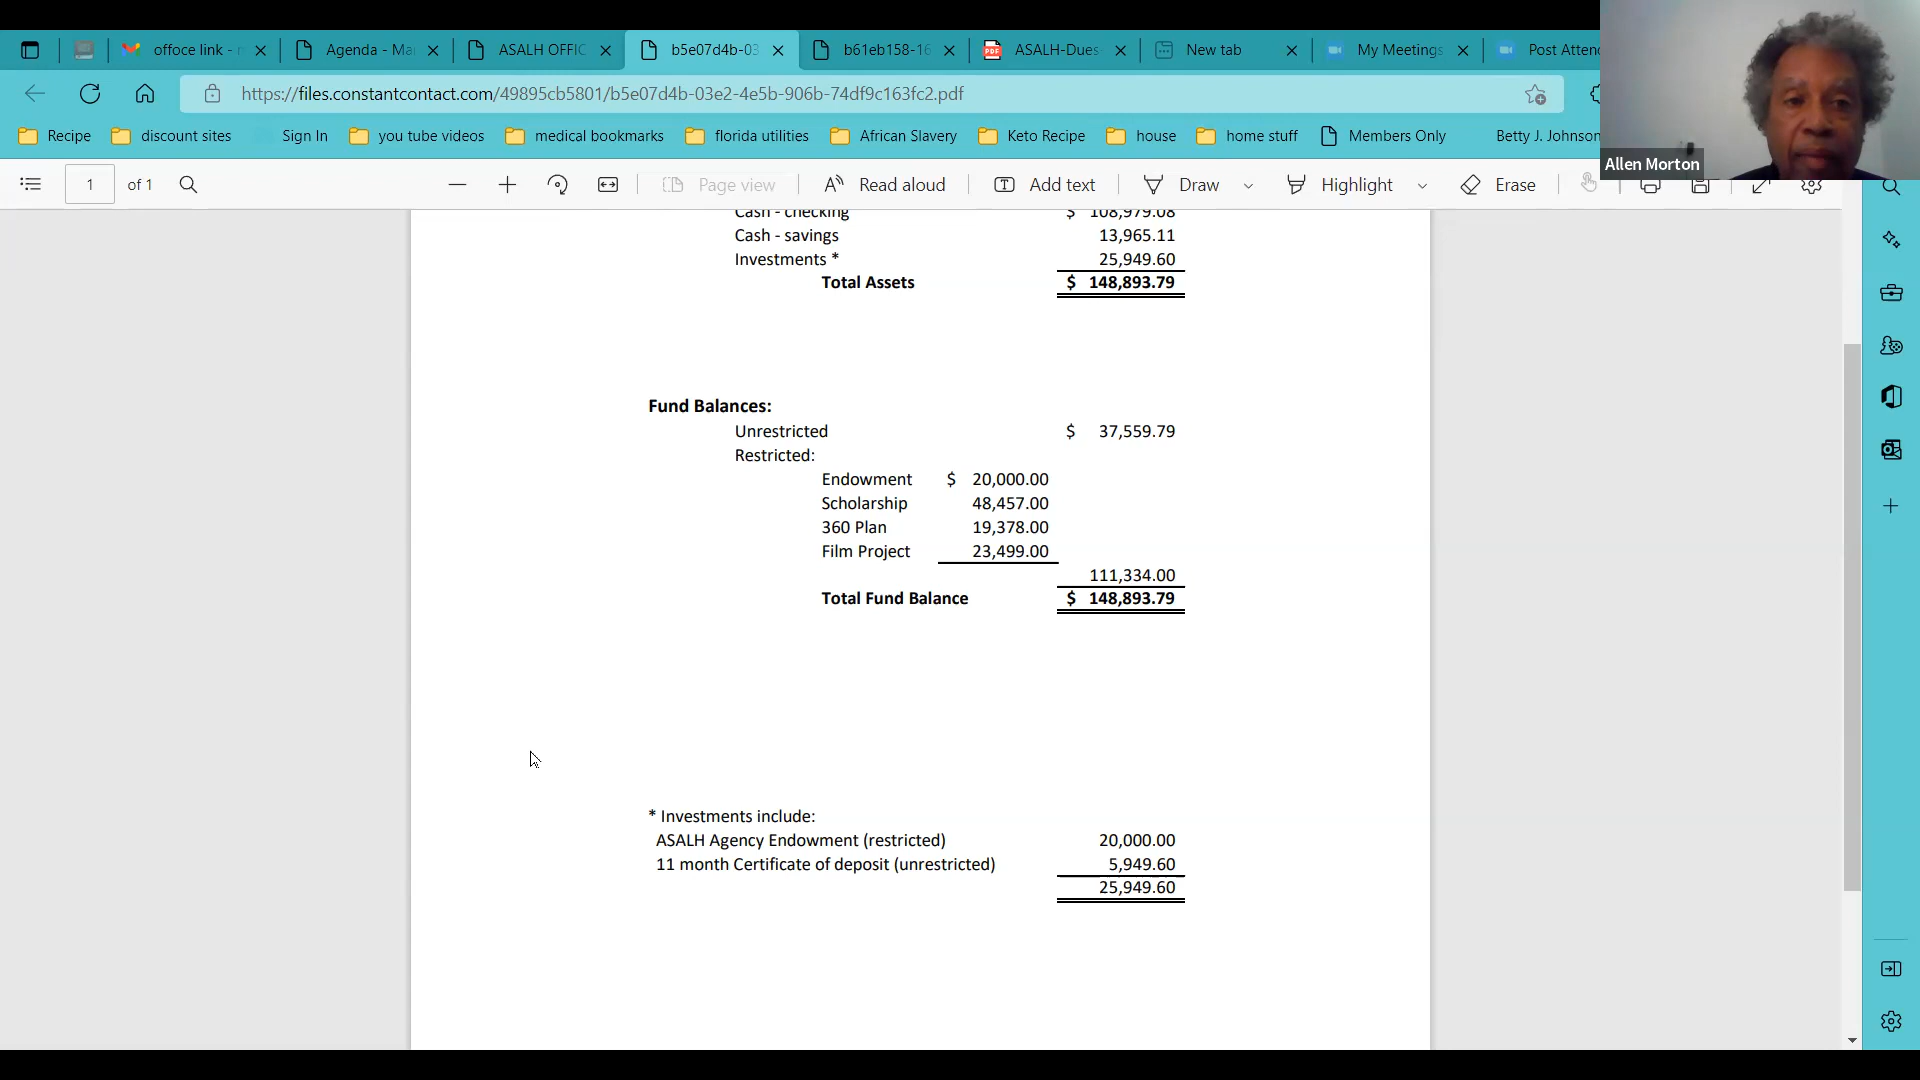 offoce link -
Agenda - Ma
ASALH OFFIC
b5e07d4b-03
b61eb158-16
ASALH-Dues
New tab
My Meetings
Post Atten
https://files.constantcontact.com/49895cb5801/b5e07d4b-03e2-4e5b-906b-74df9c163fc2.pdf
Recipe discount sites Sign In you tube videos medical bookmarks florida utilities African Slavery Keto Recipe house home stuff Members Only Betty J. Johnson
Allen Morton
1 of 1 Page view Read aloud Add text Draw Highlight Erase
Cash - checking $ 108,979.08
Cash - savings 13,965.11
Investments * 25,949.60
Total Assets $ 148,893.79
Fund Balances:
Unrestricted $ 37,559.79
Restricted:
Endowment $ 20,000.00
Scholarship 48,457.00
360 Plan 19,378.00
Film Project 23,499.00
111,334.00
Total Fund Balance $ 148,893.79
* Investments include:
ASALH Agency Endowment (restricted) 20,000.00
11 month Certificate of deposit (unrestricted) 5,949.60
25,949.60